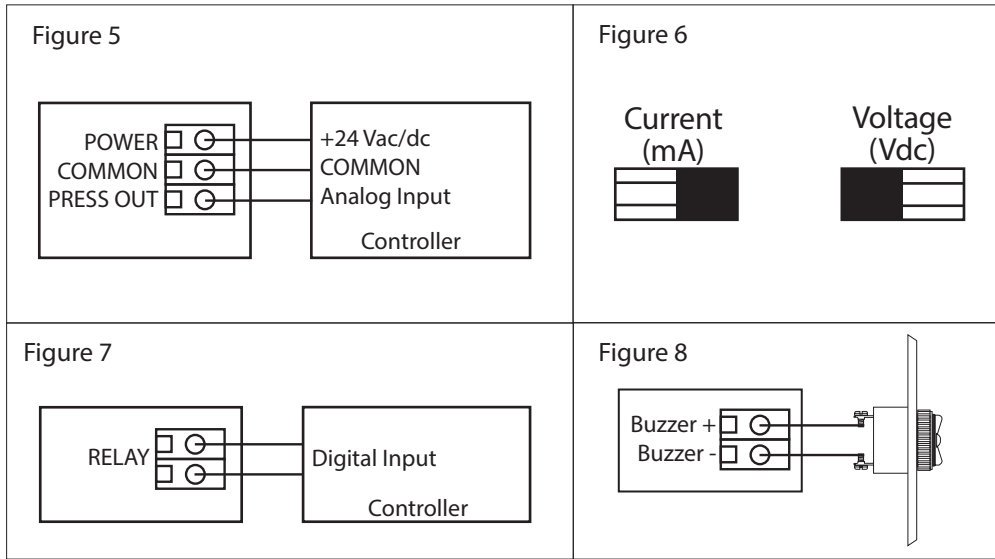 Figure 5
POWER
COMMON
PRESS OUT
+24 Vac/dc
COMMON
Analog Input
Controller
Figure 6
Current
(mA)
Voltage
(Vdc)
Figure 7
RELAY
Digital Input
Controller
Figure 8
Buzzer +
Buzzer -